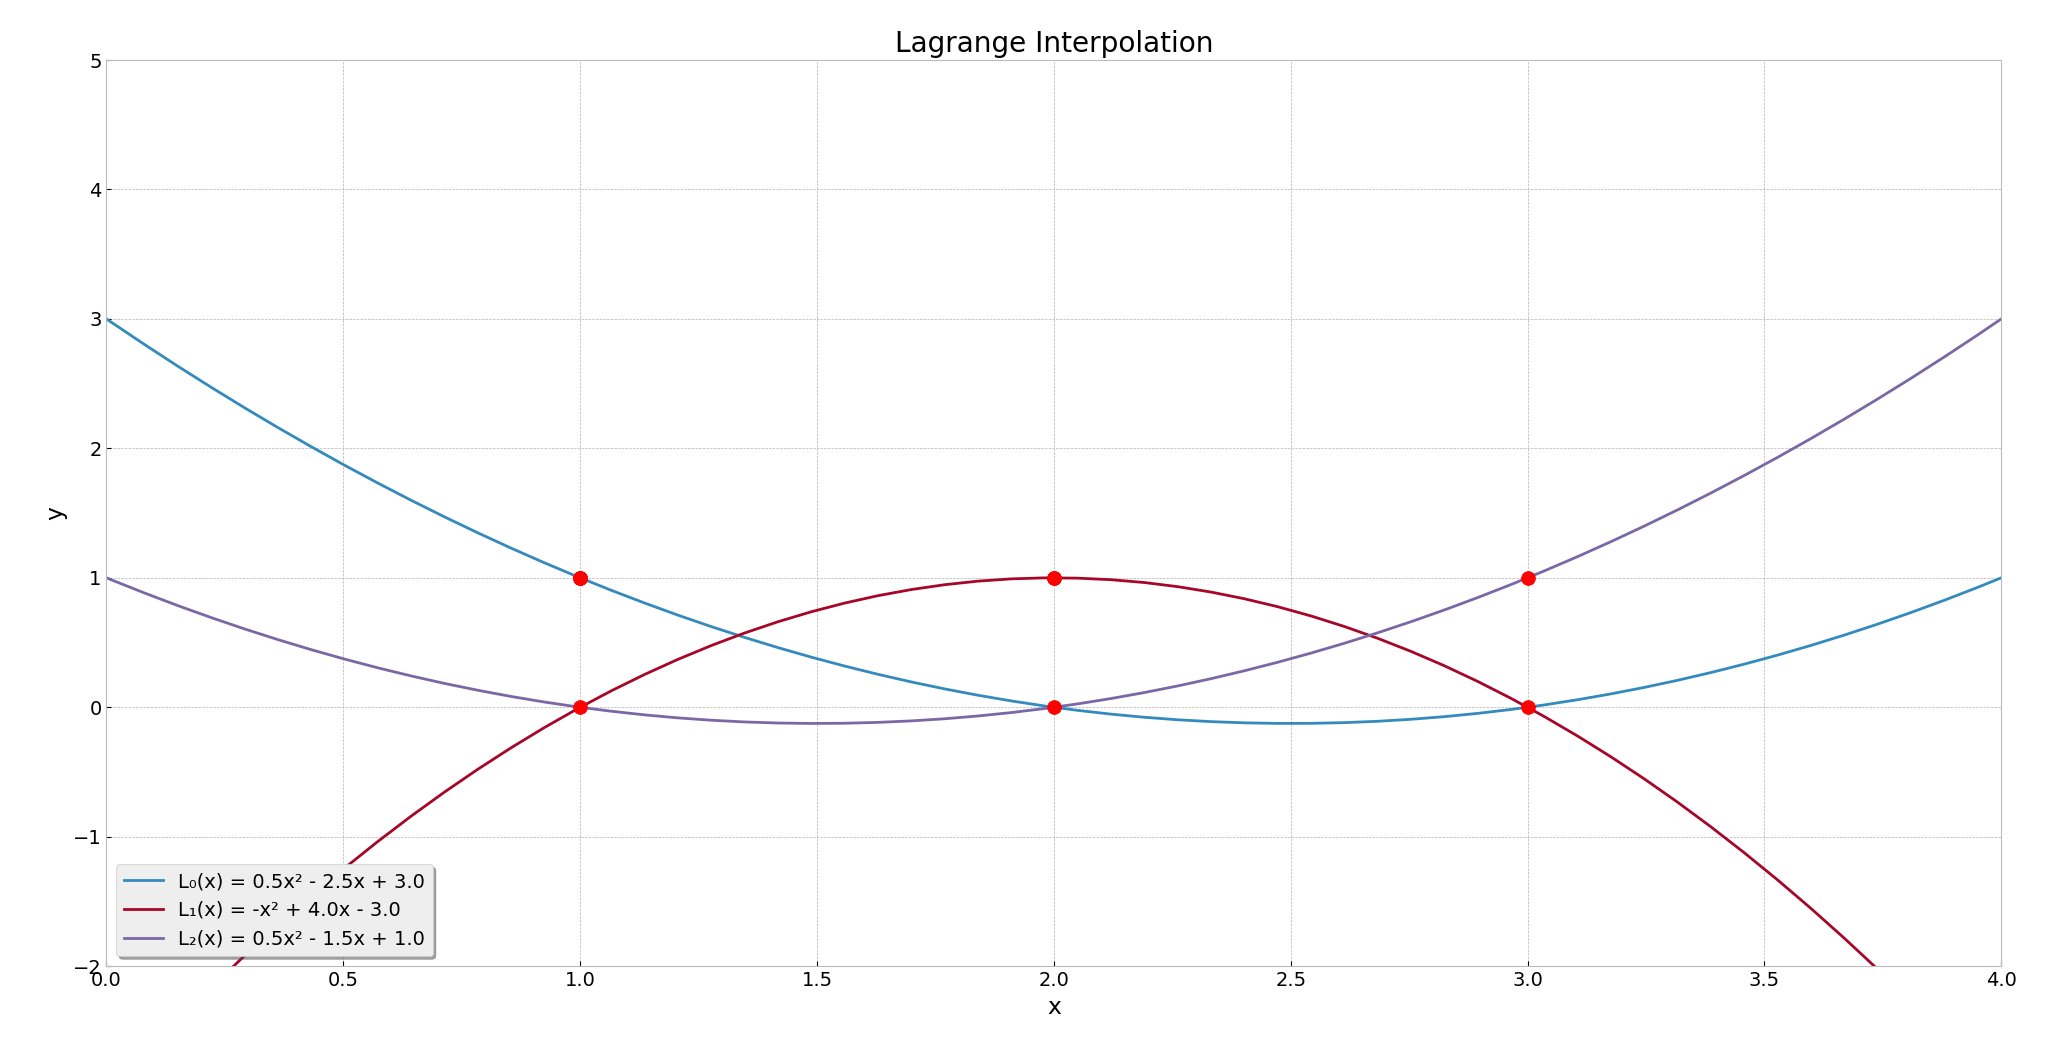 Lagrange Interpolation
5
4
3
2
1
0
−1
−2
y
L₀(x) = 0.5x² - 2.5x + 3.0
L₁(x) = -x² + 4.0x - 3.0
L₂(x) = 0.5x² - 1.5x + 1.0
0.0 0.5 1.0 1.5 2.0 2.5 3.0 3.5 4.0
x